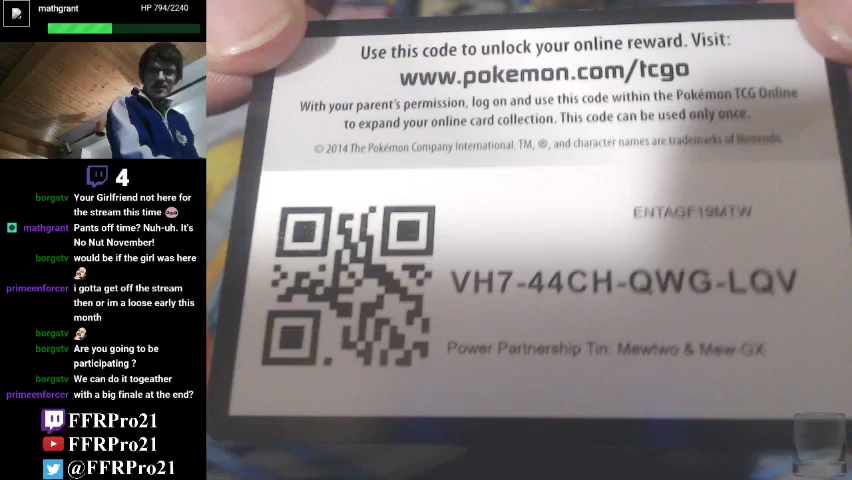 mathgrant
HP 794/2240
4
borgstv Your Girlfriend not here for
the stream this time
mathgrant Pants off time? Nuh-uh. It's
No Nut November!
borgstv would be if the girl was here
primeenforcer i gotta get off the stream
then or im a loose early this
month
borgstv
borgstv Are you going to be
participating ?
borgstv We can do it togeather
primeenforcer with a big finale at the end?
FFRPro21
FFRPro21
@FFRPro21
Use this code to unlock your online reward. Visit:
www.pokemon.com/tcgo
With your parent's permission, log on and use this code within the Pokémon TCG Online
to expand your online card collection. This code can be used only once.
© 2014 The Pokémon Company International. TM, ®, and character names are trademarks of Nintendo.
ENTAGF19MTW
VH7-44CH-QWG-LQV
Power Partnership Tin: Mewtwo & Mew-GX